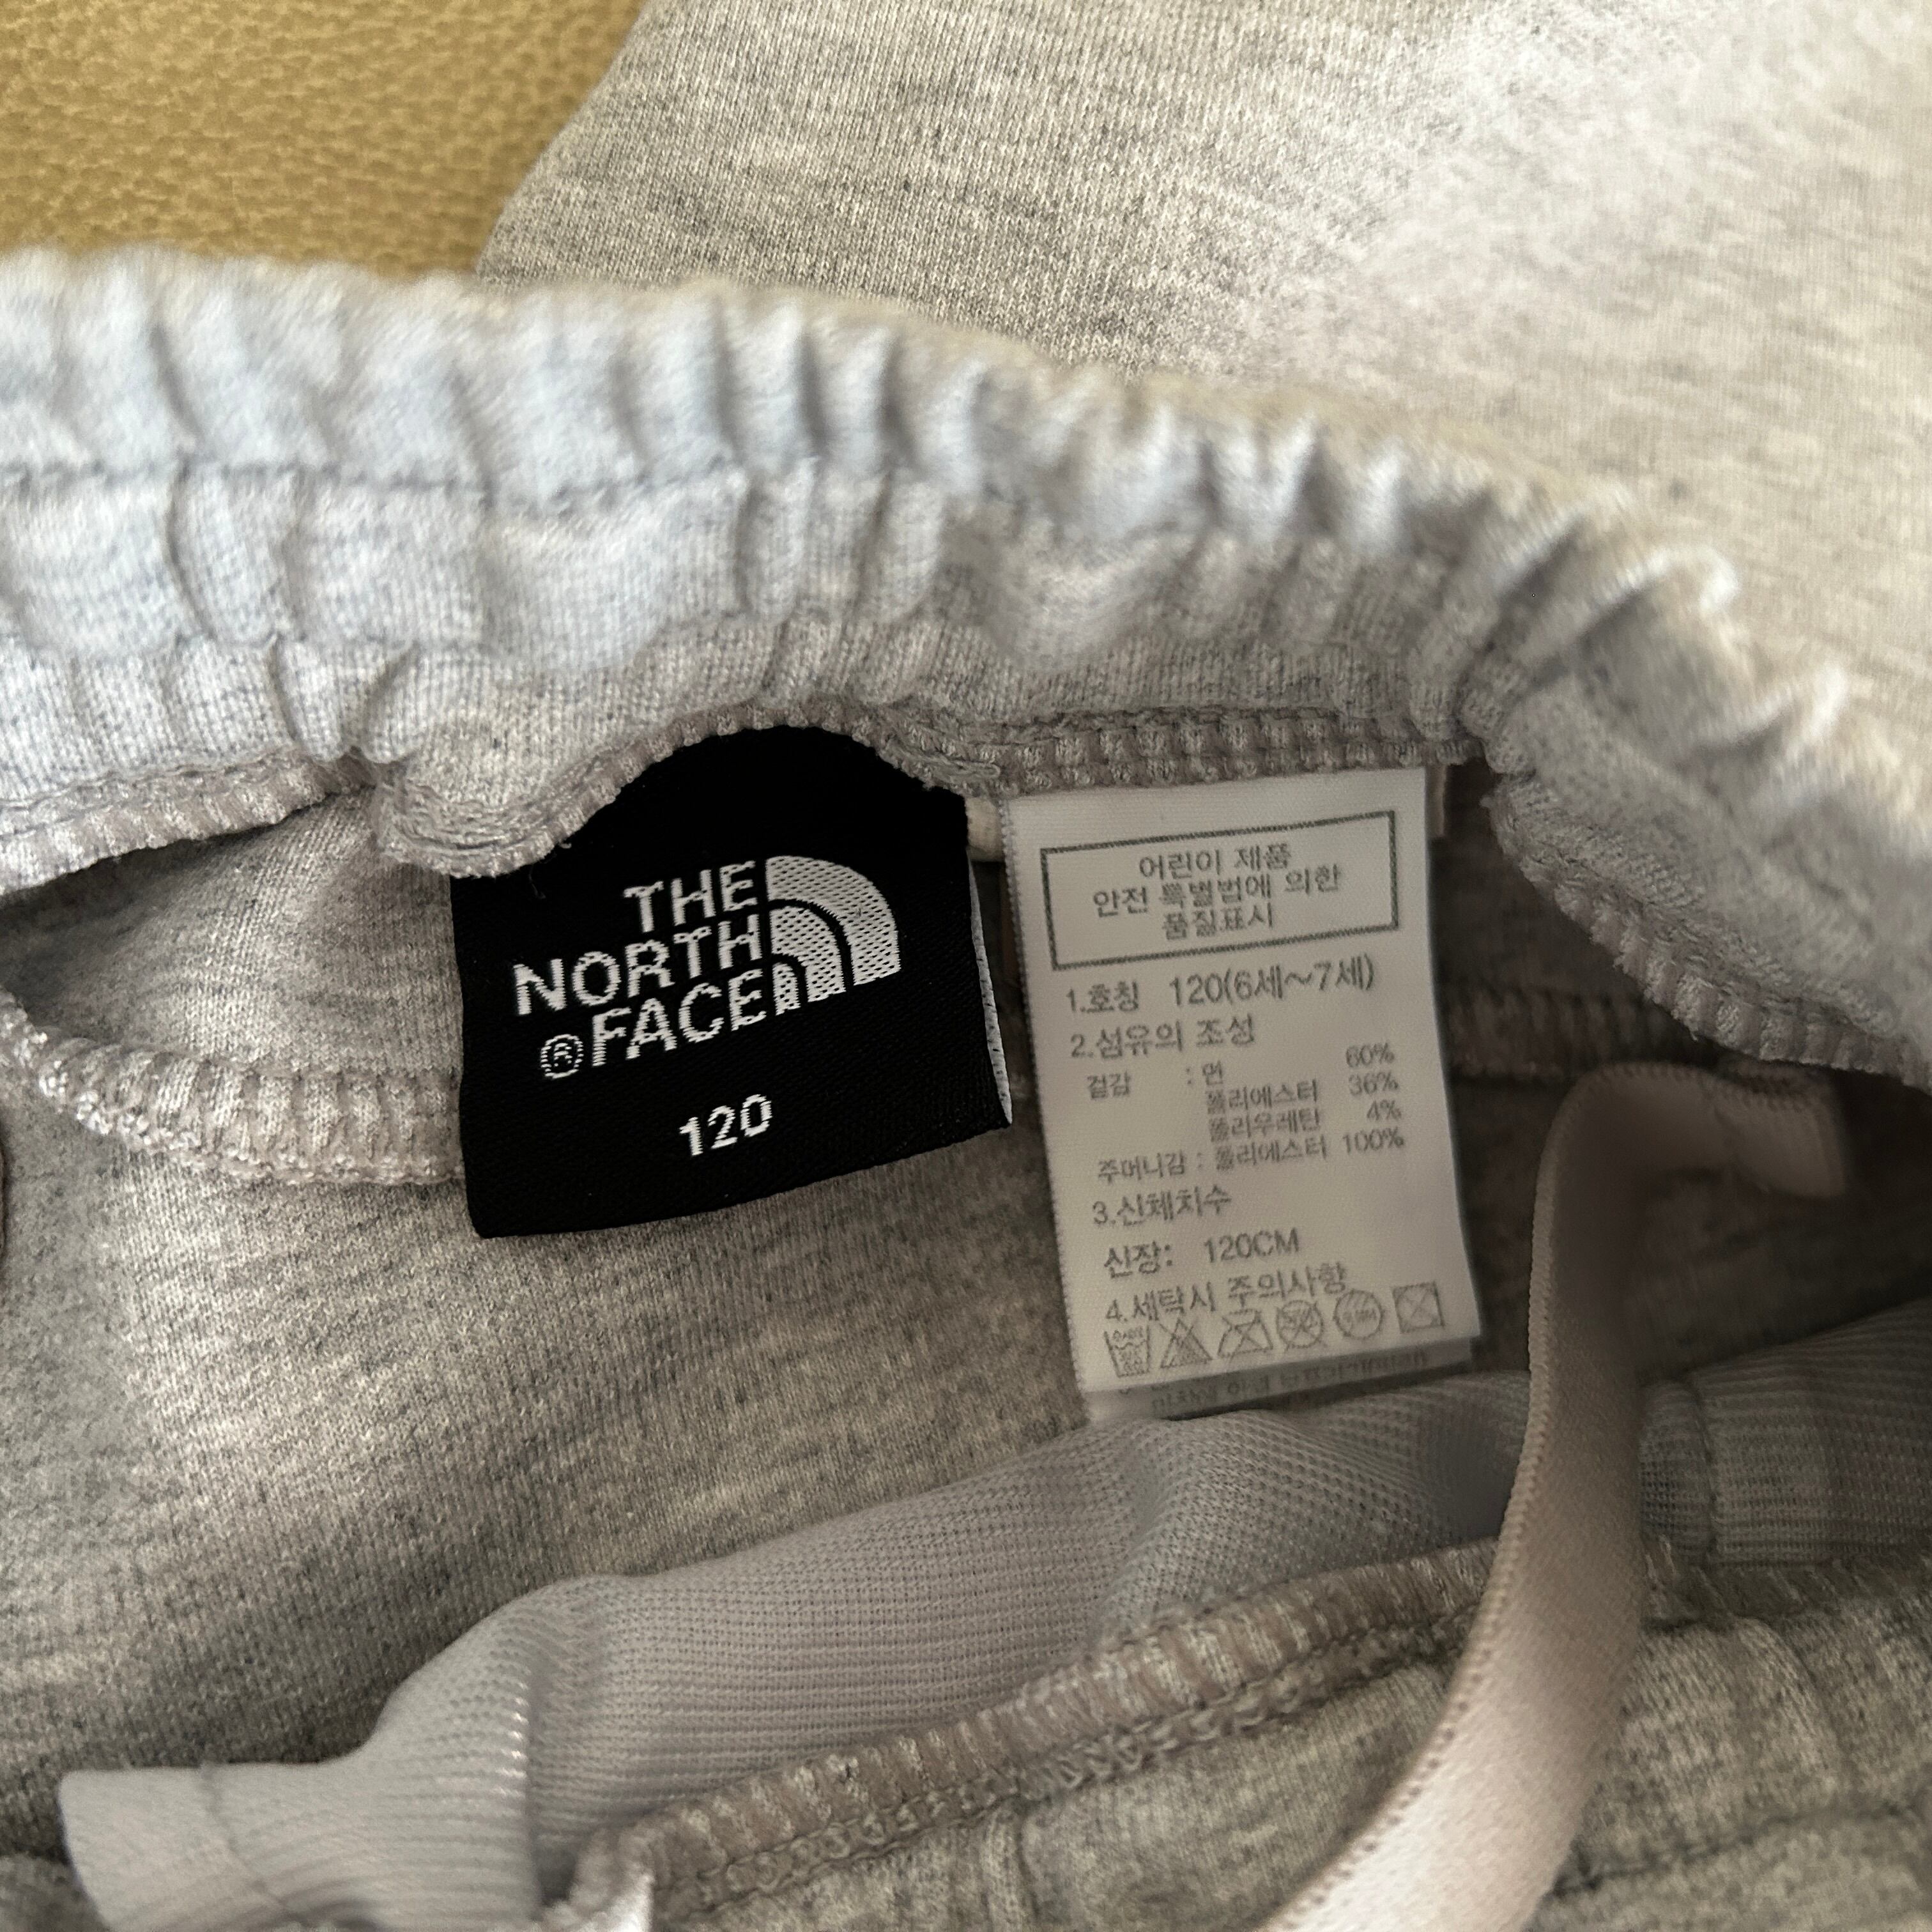 THE
NORTH
®FACE
120
어린이 제품
안전 특별법에 의한
품질표시
1.호칭 120(6세~7세)
2.섬유의 조성
겉감 : 면 60%
폴리에스터 36%
폴리우레탄 4%
주머니감 : 폴리에스터 100%
3.신체치수
신장: 120CM
4.세탁시 주의사항